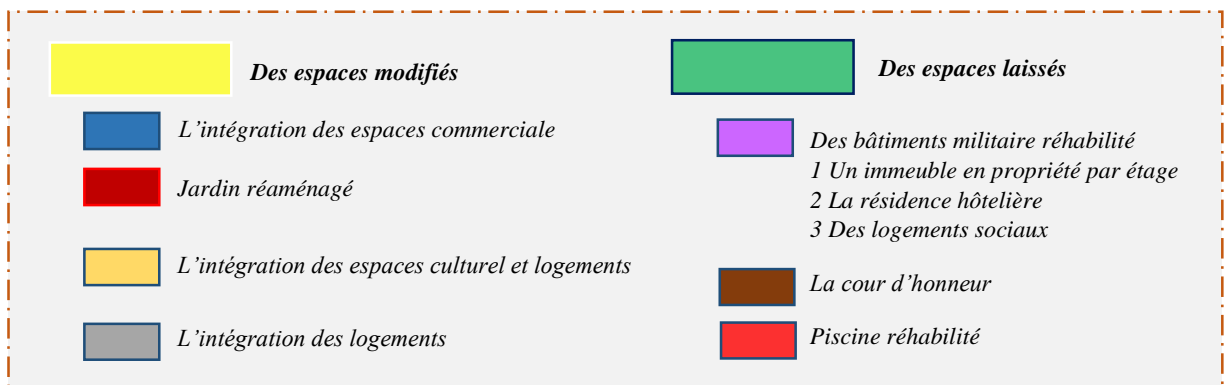 Des espaces modifiés
L'intégration des espaces commerciale
Jardin réaménagé
L'intégration des espaces culturel et logements
L'intégration des logements
Des espaces laissés
Des bâtiments militaire réhabilité
1 Un immeuble en propriété par étage
2 La résidence hôtelière
3 Des logements sociaux
La cour d'honneur
Piscine réhabilité